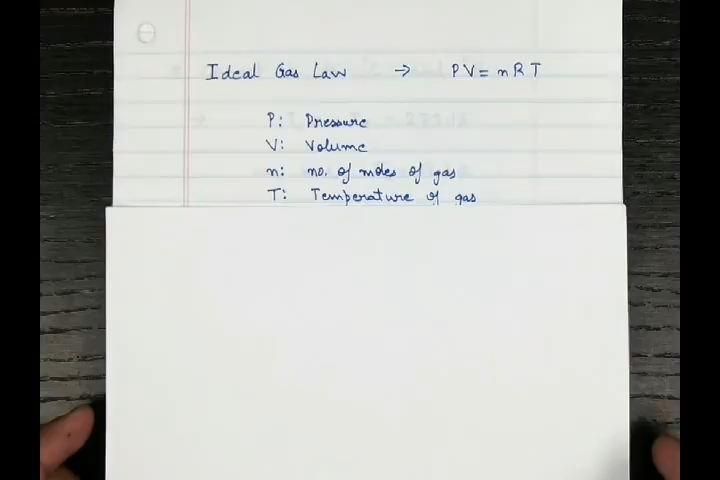 Ideal Gas Law → PV = nRT
P: Pressure
V: Volume
n: no. of moles of gas
T: Temperature of gas